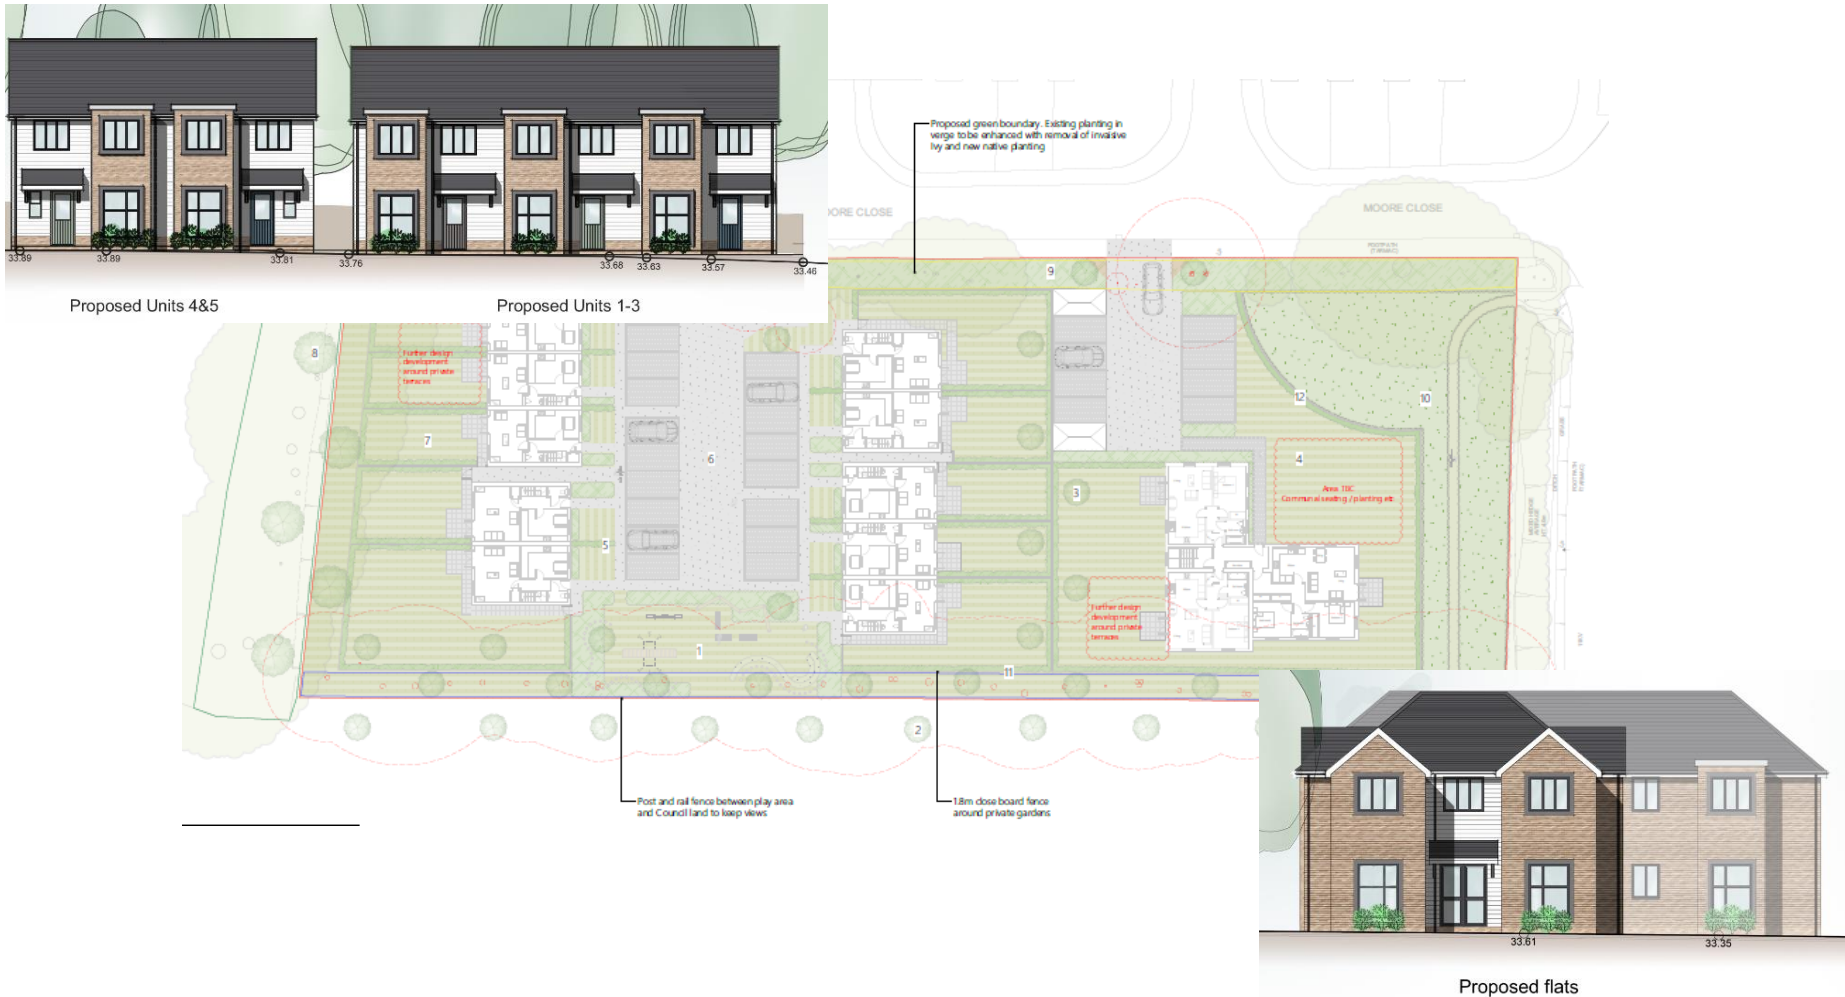 33.89
33.89
33.81
33.76
33.68
33.63
33.57
33.46
Proposed Units 4&5
Proposed Units 1-3
Proposed green boundary. Existing planting in
verge to be enhanced with removal of invaisive
Ivy and new native planting
MOORE CLOSE
MOORE CLOSE
FOOTPATH
(TARMAC)
9
8
Further design
development
around private
terraces
7
6
5
12
10
4
Area TBC
Communal seating / planting etc
3
Further design
development
around private
terraces
1
11
2
Post and rail fence between play area
and Council land to keep views
1.8m close board fence
around private gardens
33.61
33.35
Proposed flats